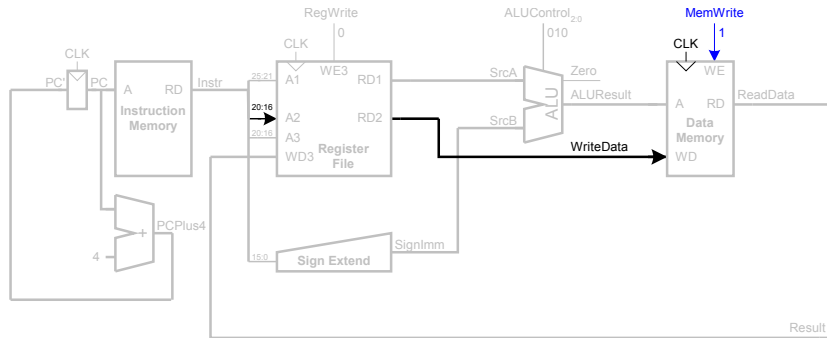 RegWrite
ALUControl2:0
MemWrite
0
010
1
CLK
CLK
CLK
PC'
PC
Instr
A
RD
Instruction
Memory
25:21
A1
WE3
RD1
20:16
A2
RD2
20:16
A3
WD3
Register
File
SrcA
Zero
ALU
ALUResult
SrcB
WriteData
WE
A
RD
ReadData
Data
Memory
WD
PCPlus4
+
4
SignImm
15:0
Sign Extend
Result